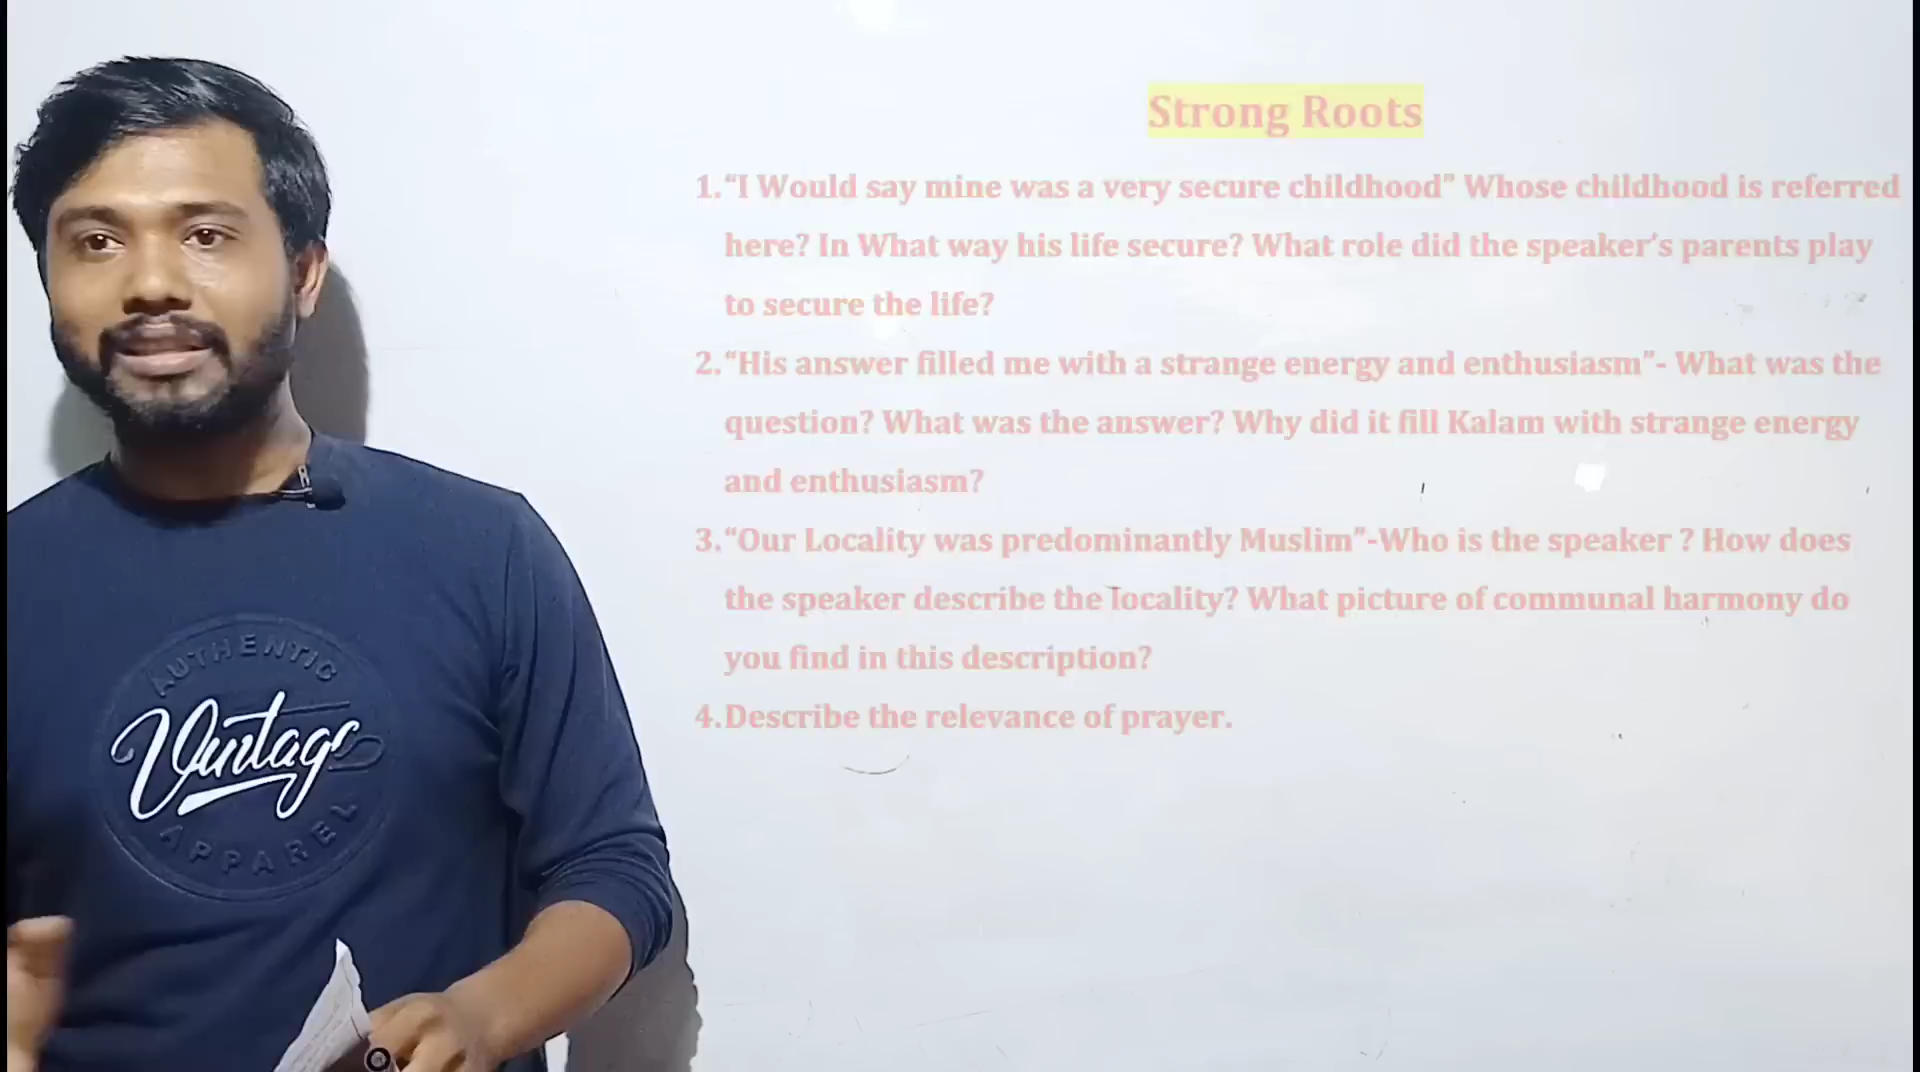 Strong Roots
1. “I Would say mine was a very secure childhood” Whose childhood is referred
here? In What way his life secure? What role did the speaker’s parents play
to secure the life?
2. “His answer filled me with a strange energy and enthusiasm”- What was the
question? What was the answer? Why did it fill Kalam with strange energy
and enthusiasm?
3. “Our Locality was predominantly Muslim”-Who is the speaker ? How does
the speaker describe the locality? What picture of communal harmony do
you find in this description?
4. Describe the relevance of prayer.
AUTHENTIC
Vintage
APPAREL